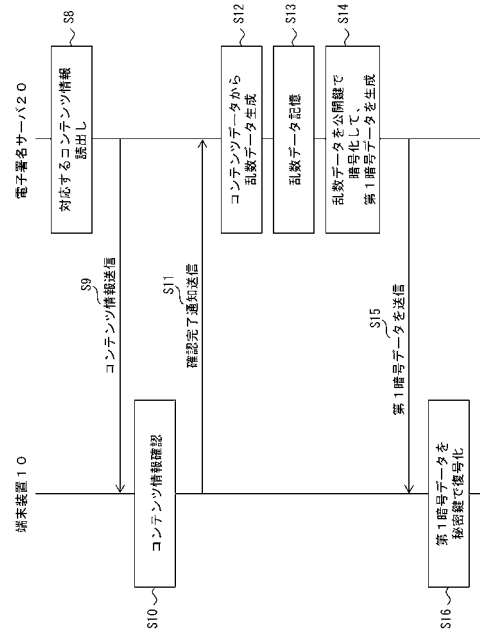 端末装置10
電子署名サーバ20
対応するコンテンツ情報
読出し
S8
S9
コンテンツ情報送信
コンテンツ情報確認
S10
S11
確認完了通知送信
コンテンツデータから
乱数データ生成
S12
乱数データ記憶
S13
乱数データを公開鍵で
暗号化して、
第1暗号データを生成
S14
S15
第1暗号データを送信
第1暗号データを
秘密鍵で復号化
S16